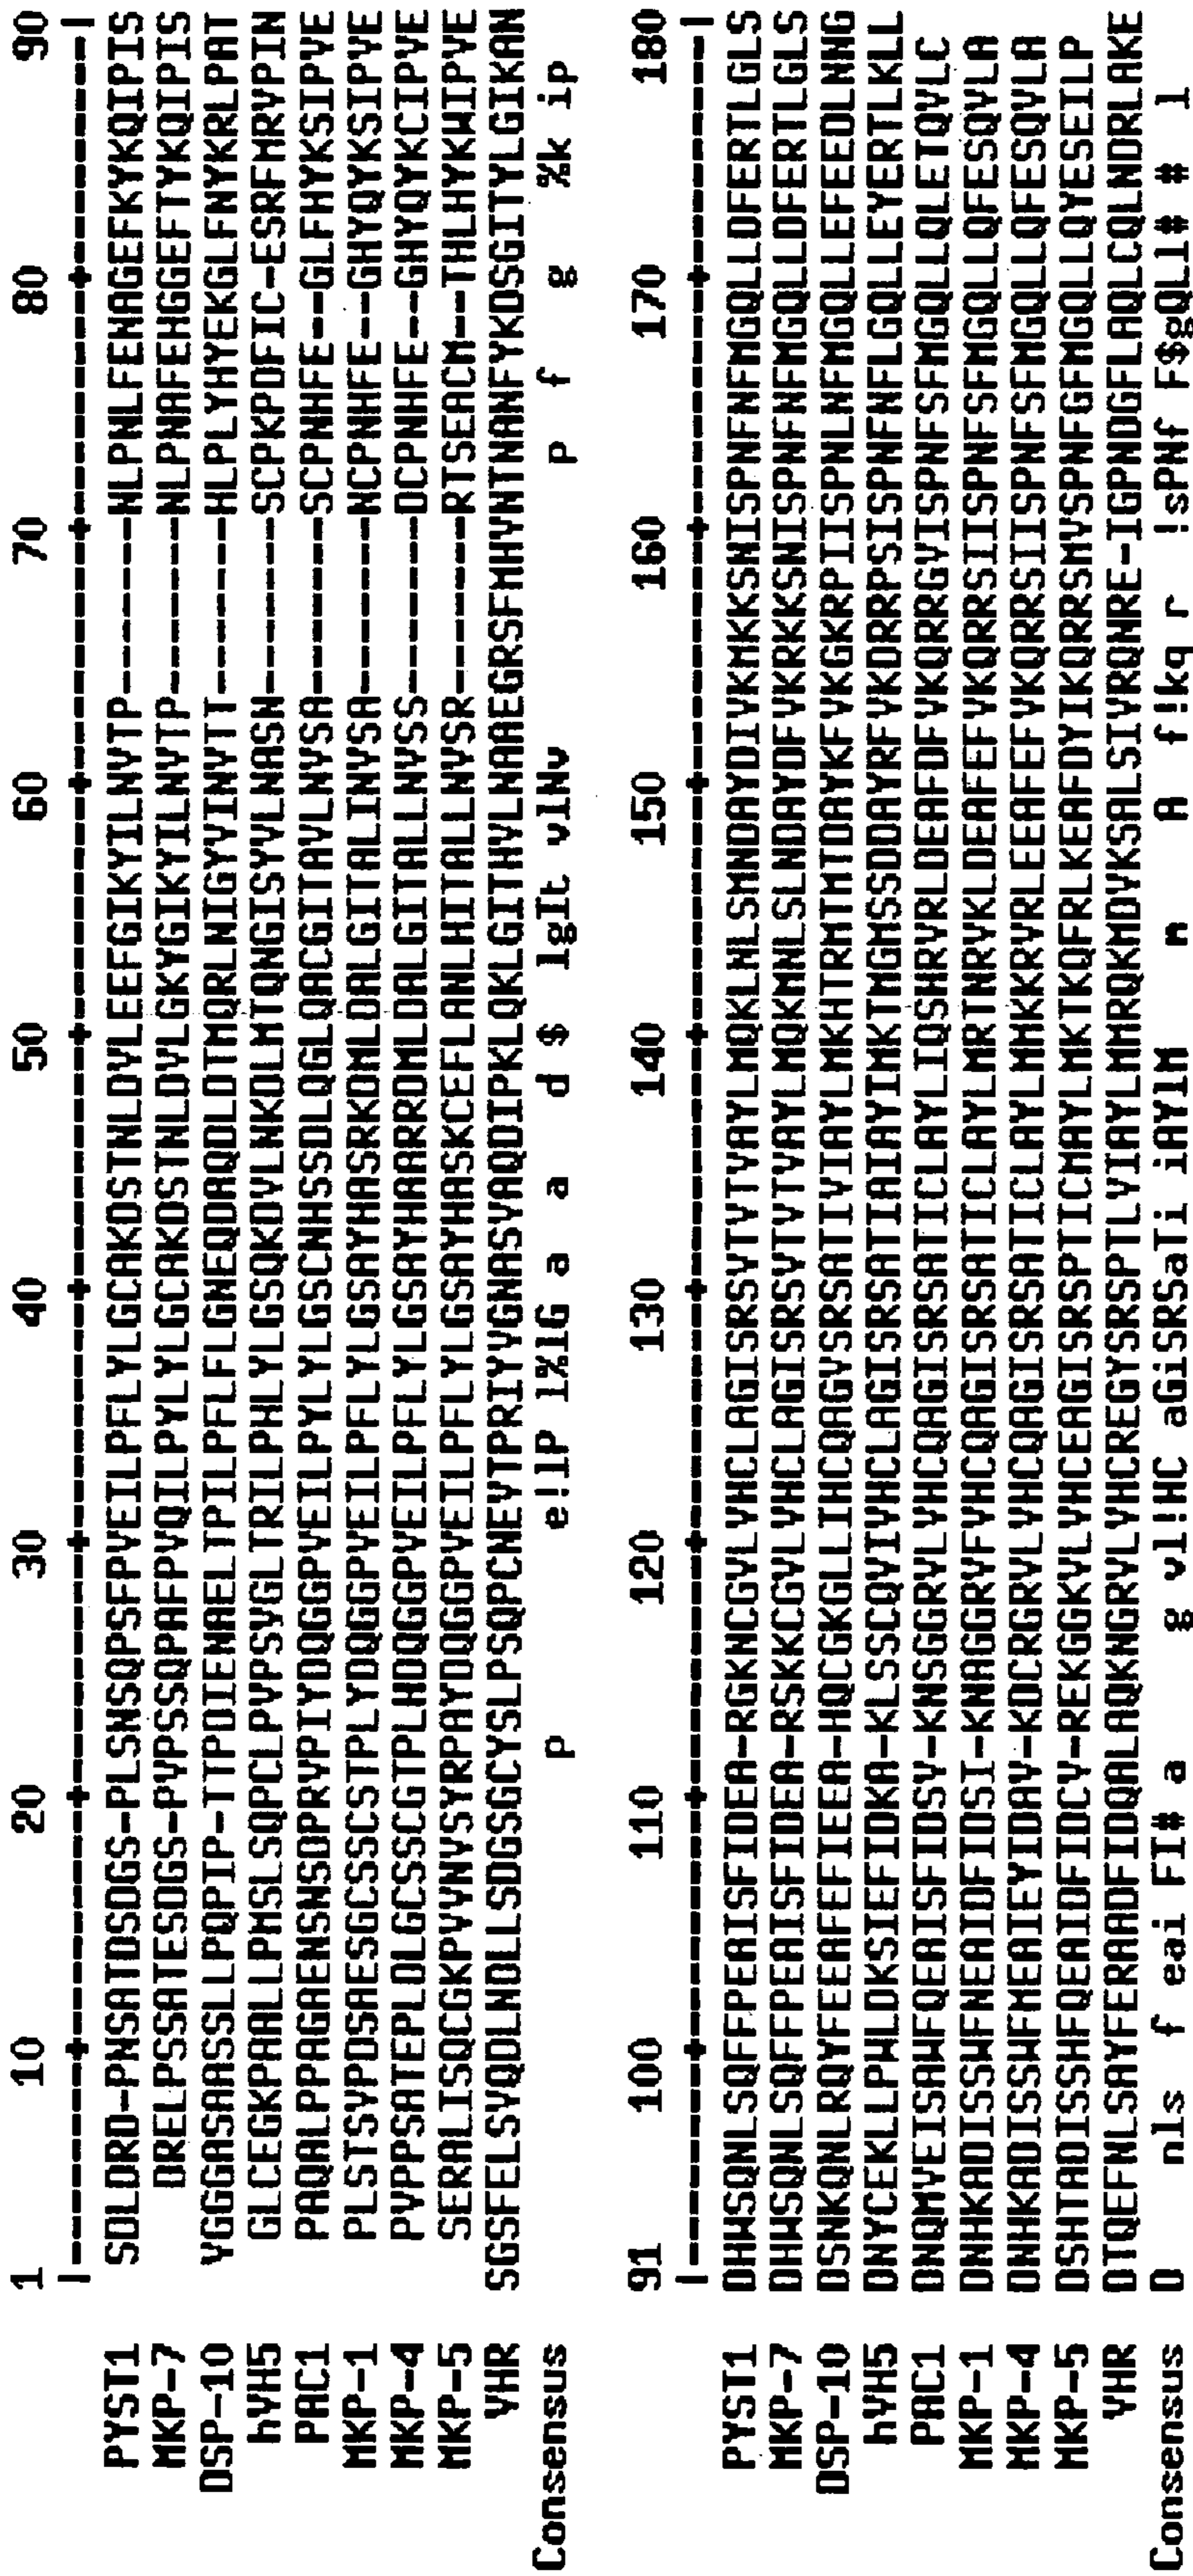 1 10 20 30 40 50 60 70 80 90
|--------+---------+---------+---------+---------+---------+---------+---------+---------|
PYST1 SDLDRD-PNSATDSDGS-PLSNSQPSFPVEILPFLYLGCAKDSTNLDVLEEFGIKYILNVTP-------NLPNLFENAGEFKYKQIPIS
MKP-7 DRELPSSATESDGS-PVPSSQPAFPVQILPYLYLGCAKDSTNLDVLGKYGIKYILNVTP-------NLPNAFEHGGEFTYKQIPIS
DSP-10 VGGGASAASSLLPQPIP-TTPDIENAELTPILPFLFLGNEQDAQDLDTMQRLNIGYVINVTT-------HLPLYHYEKGLFNYKRLPAT
hVH5 GLCEGKPAALLPMSLSQPCLPVPSVGLTRILPHLYLGSQKDVLNKDLMTQNGISYVLNASN-------SCPKPDFIC-ESRFMRVPIN
PAC1 PAQALPPAGAENSNSDPRVPIYDQGGPVEILPYLYLGSCNHSSDLQGLQACGITAVLNVSA-------SCPNHFE--GLFHYKSIPVE
MKP-1 PLSTSVPDSAESGCSSCSTPLYDQGGPVEILPFLYLGSAYHASRKDMLDALGITALINVSA-------NCPNHFE--GHYQYKSIPVE
MKP-4 PVPPSATEPLDLGCSSCGTPLHDQGGPVEILPFLYLGSAYHAARRDMLDALGITALLNVSS-------DCPNHFE--GHYQYKCIPVE
MKP-5 SERALISQCGKPVVNVSYRPAYDQGGPVEILPFLYLGSAYHASKCEFLANLHITALLNVSR-------RTSEACM--THLHYKWIPVE
VHR SGSFELSVQDLNDLLSDGSGCYSLPSQPCNEVTPRIYVGNASVAQDIPKLQKLGITHVLNAAEGRSFMHVNTNANFYKDSGITYLGIKAN
Consensus p e!lP l%lG a a d $ lgIt vlNv P f g %k ip
91 100 110 120 130 140 150 160 170 180
|--------+---------+---------+---------+---------+---------+---------+---------+---------|
PYST1 DHWSQNLSQFFPEAISFIDEA-RGKNCGVLVHCLAGISRSVTVTVAYLMQKLNLSMNDAYDIVKMKKSNISPNFNFMGQLLDFERTLGLS
MKP-7 DHWSQNLSQFFPEAISFIDEA-RSKKCGVLVHCLAGISRSVTVTVAYLMQKMNLSLNDAYDFVKRKKSNISPNFNFMGQLLDFERTLGLS
DSP-10 DSNKQNLRQYFEEAFEFIEEA-HQCGKGLLIHCQAGVSRSATIVIAYLMKHTRMTMTDAYKFVKGKRPIISPNLNFMGQLLEFEEDLNNG
hVH5 DNYCEKLLPWLDKSIEFIDKA-KLSSCQVIVHCLAGISRSATIAIAYIMKTMGMSSDDAYRFVKDRRPSISPNFNFLGQLLEYERTLKLL
PAC1 DNQMVEISAWFQEAISFIDSV-KNSGGRVLVHCQAGISRSATICLAYLIQSHRVRLDEAFDFVKQRRGVISPNFSFMGQLLQLETQVLC
MKP-1 DNHKADISSWFNEAIDFIDSI-KNAGGRVFVHCQAGISRSATICLAYLMRTNRVKLDEAFEFVKQRRSIISPNFSFMGQLLQFESQVLA
MKP-4 DNHKADISSWFMEAIEYIDAV-KDCRGRVLVHCQAGISRSATICLAYLMMKKRVRLEEAFEFVKQRRSIISPNFSFMGQLLQFESQVLA
MKP-5 DSHTADISSHFQEAIDFIDCV-REKGGKVLVHCEAGISRSPTICMAYLMKTKQFRLKEAFDYIKQRRSMVSPNFGFMGQLLQYESEILP
VHR DTQEFNLSAYFERAADFIDQALAQKNGRVLVHCREGYSRSPTLVIAYLMMRQKMDVKSALSIVRQNRE-IGPNDGFLAQLCQLNDRLAKE
Consensus D nls f eai FI# a g vl!HC aGiSRSaTi iAYlM m A f!kq r !sPNf F$gQLl# # l